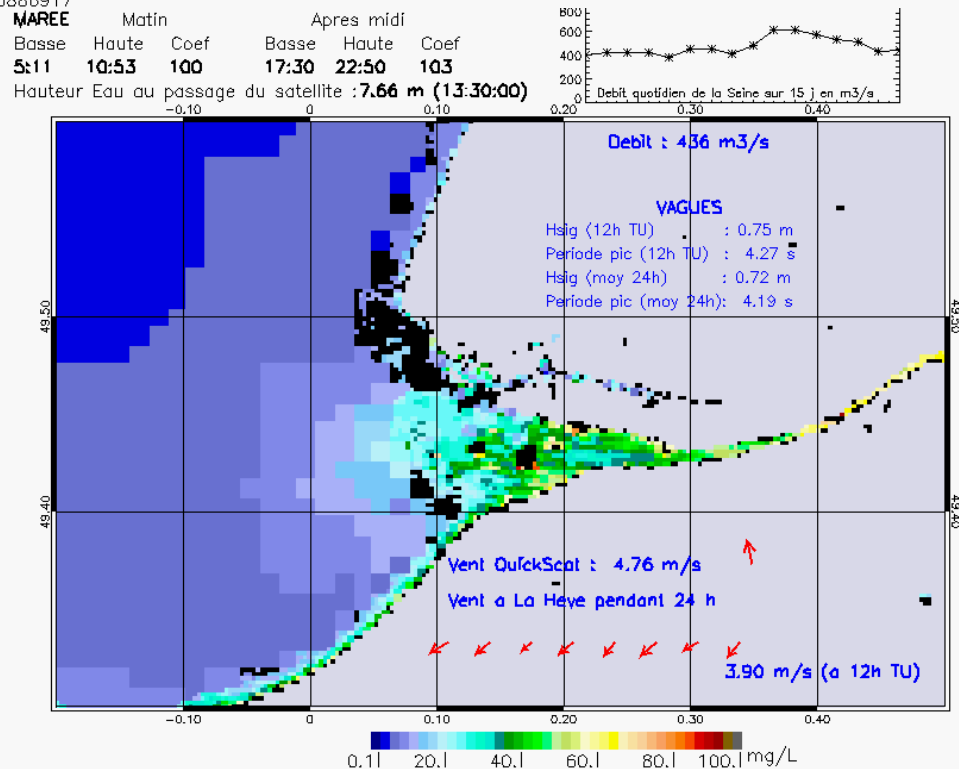 MAREE Matin Apres midi
Basse Haute Coef Basse Haute Coef
5:11 10:53 100 17:30 22:50 103
Hauteur Eau au passage du satellite :7.66 m (13:30:00)
800
600
400
200
0
Debit quotidien de la Seine sur 15 j en m3/s
-0.10 0 0.10 0.20 0.30 0.40
Debit : 436 m3/s
VAGUES
Hsig (12h TU) : 0.75 m
Periode pic (12h TU) : 4.27 s
Hsig (moy 24h) : 0.72 m
Periode pic (moy 24h): 4.19 s
49.50 49.50
49.40 49.40
Vent QuickScat : 4.76 m/s
Vent a La Heve pendant 24 h
3.90 m/s (a 12h TU)
-0.10 0 0.10 0.20 0.30 0.40
0.1| 20.| 40.| 60.| 80.| 100.| mg/L